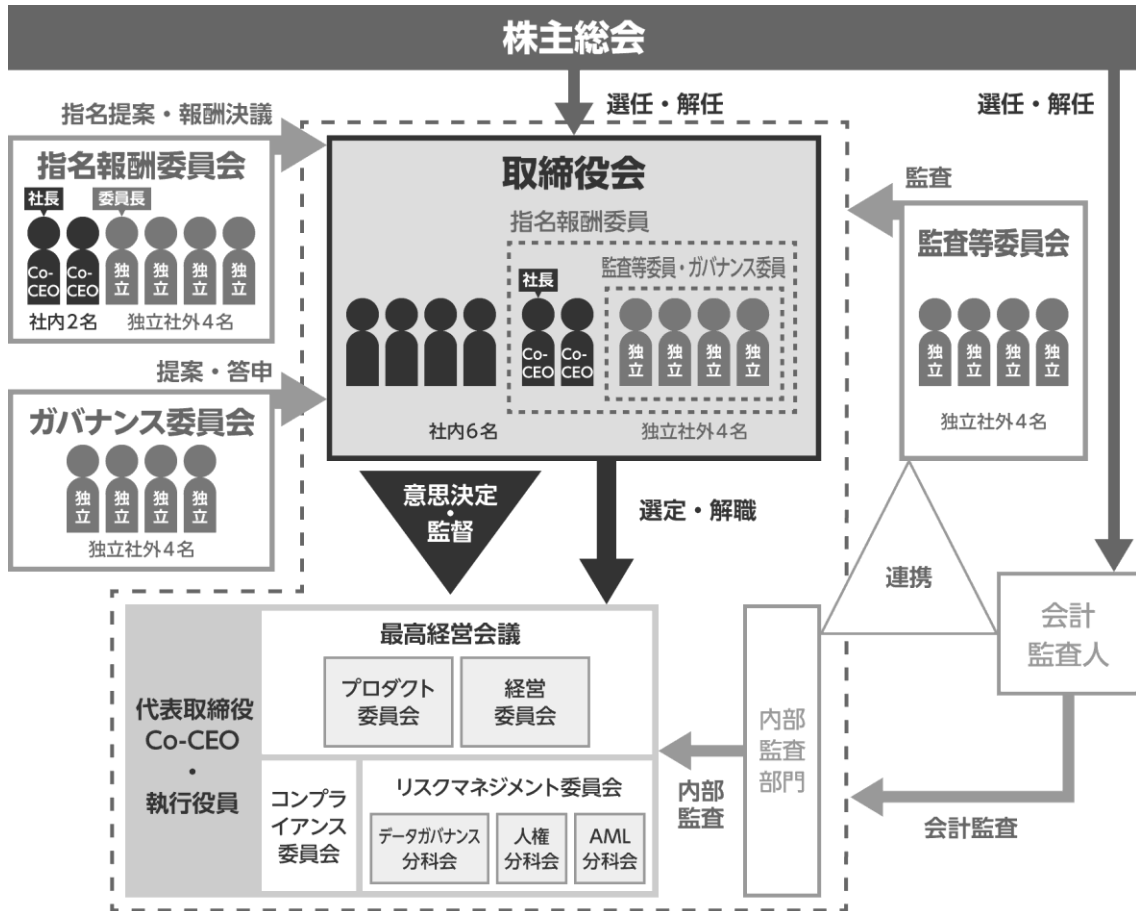 株主総会
選任・解任
選任・解任
指名提案・報酬決議
指名報酬委員会
社長
委員長
Co-
CEO
Co-
CEO
独
立
独
立
独
立
独
立
社内2名
独立社外4名
取締役会
指名報酬委員
監査等委員・ガバナンス委員
社長
Co-
CEO
Co-
CEO
独
立
独
立
独
立
独
立
社内6名
独立社外4名
監査
監査等委員会
独
立
独
立
独
立
独
立
独立社外4名
提案・答申
ガバナンス委員会
独
立
独
立
独
立
独
立
独立社外4名
意思決定
・
監督
選定・解職
連携
会計
監査人
代表取締役
Co-CEO
・
執行役員
最高経営会議
プロダクト
委員会
経営
委員会
コンプラ
イアンス
委員会
リスクマネジメント委員会
データガバナンス
分科会
人権
分科会
AML
分科会
内部
監査
内部
監査
部門
会計監査